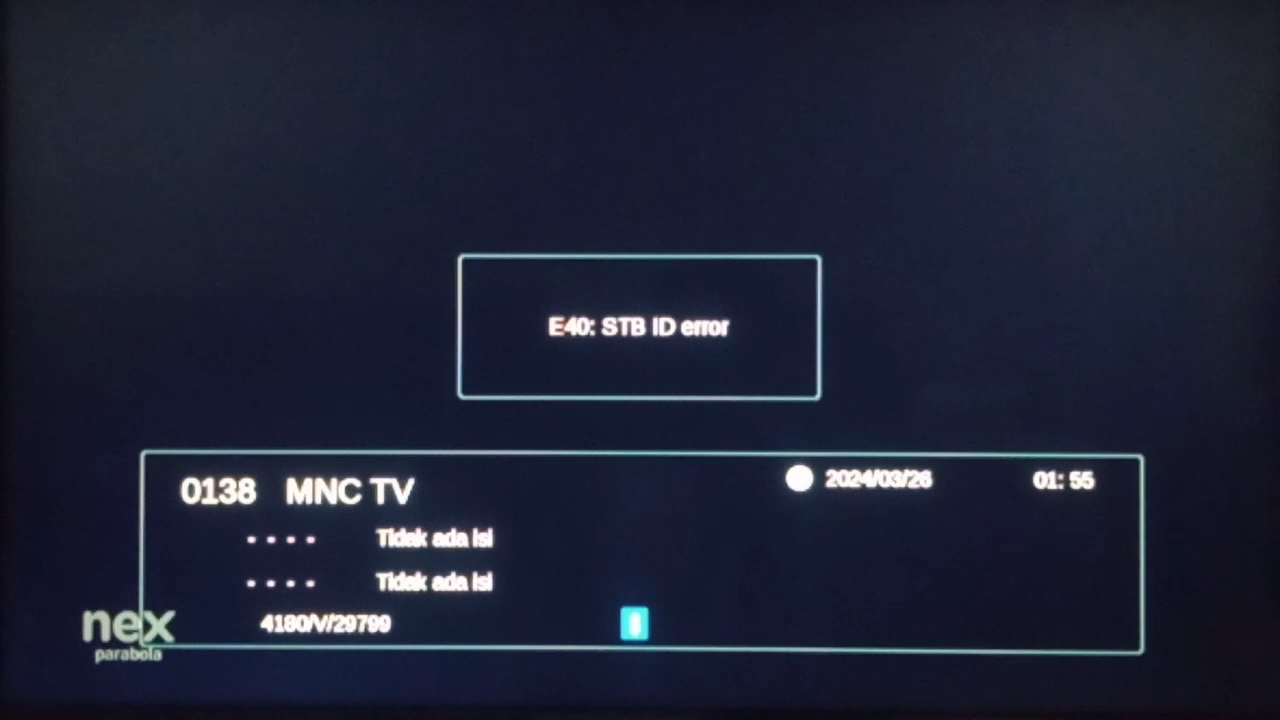 E40: STB ID error
0138 MNC TV
2024/03/26 01: 55
- - - - Tidak ada isi
- - - - Tidak ada isi
4180/V/29799
nex
parabola